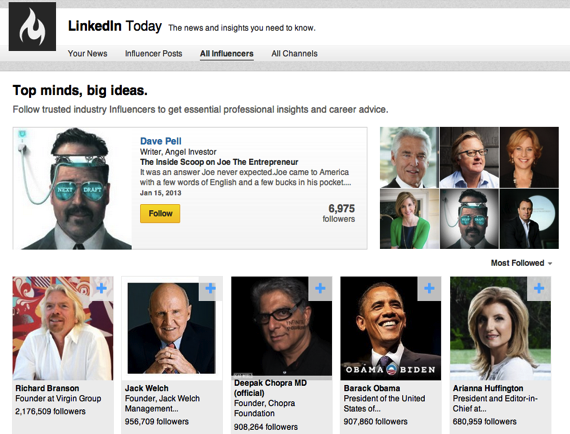 LinkedIn Today The news and insights you need to know.
Your News Influencer Posts All Influencers All Channels
Top minds, big ideas.
Follow trusted industry Influencers to get essential professional insights and career advice.
NEXT DRAFT
Dave Pell
Writer, Angel Investor
The Inside Scoop on Joe The Entrepreneur
It was an answer Joe never expected.Joe came to America
with a few words of English and a few bucks in his pocket....
Jan 15, 2013
Follow
6,975
followers
Most Followed
OBAMA BIDEN
Richard Branson
Founder at Virgin Group
2,176,509 followers
Jack Welch
Founder, Jack Welch
Management...
956,709 followers
Deepak Chopra MD
(official)
Founder, Chopra
Foundation
908,264 followers
Barack Obama
President of the United
States of...
907,860 followers
Arianna Huffington
President and Editor-in-
Chief at...
680,959 followers